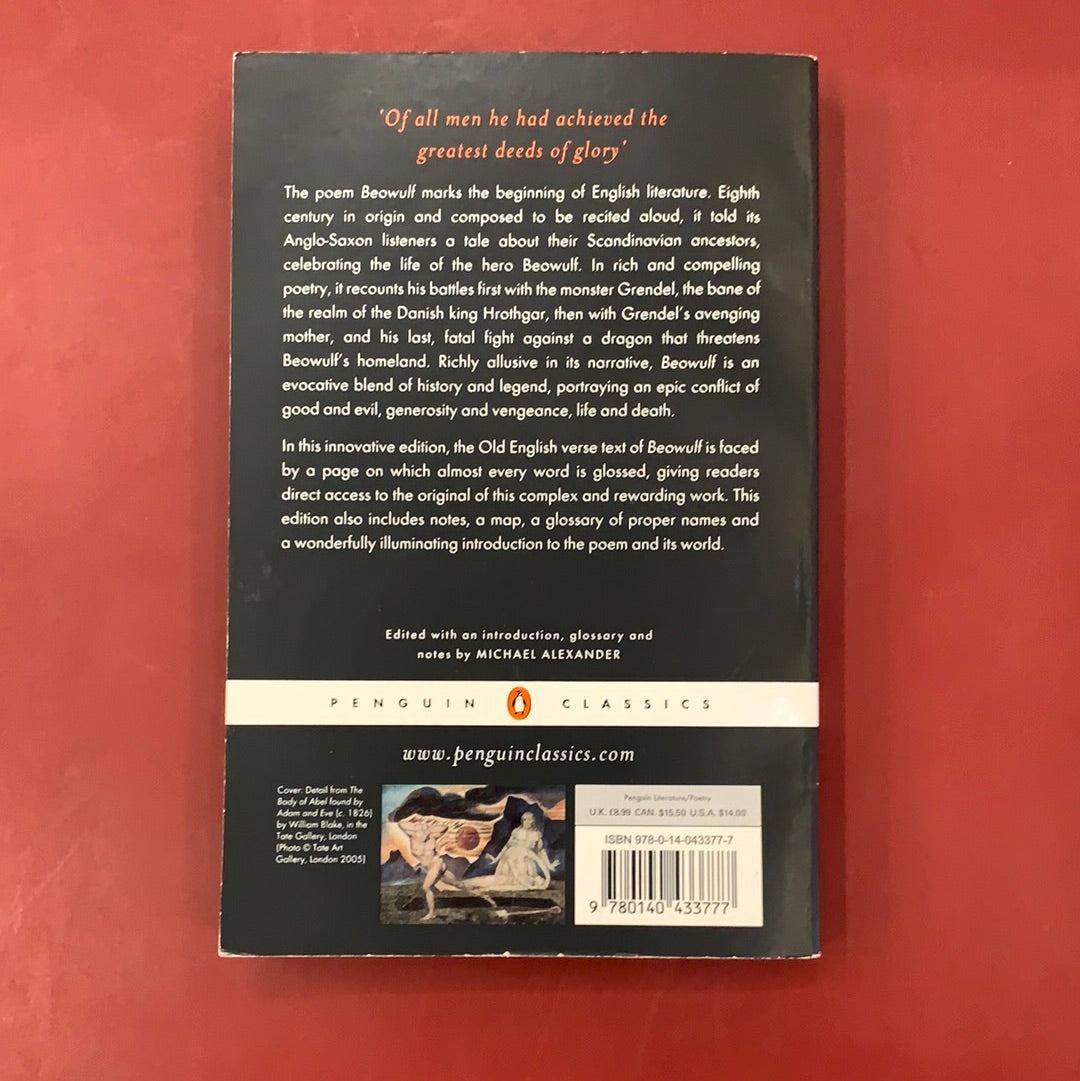 'Of all men he had achieved the
greatest deeds of glory'
The poem Beowulf marks the beginning of English literature. Eighth
century in origin and composed to be recited aloud, it told its
Anglo-Saxon listeners a tale about their Scandinavian ancestors,
celebrating the life of the hero Beowulf. In rich and compelling
poetry, it recounts his battles first with the monster Grendel, the bane of
the realm of the Danish king Hrothgar, then with Grendel's avenging
mother, and his last, fatal fight against a dragon that threatens
Beowulf's homeland. Richly allusive in its narrative, Beowulf is an
evocative blend of history and legend, portraying an epic conflict of
good and evil, generosity and vengeance, life and death.
In this innovative edition, the Old English verse text of Beowulf is faced
by a page on which almost every word is glossed, giving readers
direct access to the original of this complex and rewarding work. This
edition also includes notes, a map, a glossary of proper names and
a wonderfully illuminating introduction to the poem and its world.
Edited with an introduction, glossary and
notes by MICHAEL ALEXANDER
PENGUIN CLASSICS
www.penguinclassics.com
Cover: Detail from The
Body of Abel found by
Adam and Eve (c. 1826)
by William Blake, in the
Tate Gallery, London
(Photo © Tate Art
Gallery, London 2005)
Penguin Literature/Poetry
U.K. £8.99 CAN. $15.50 U.S.A. $14.00
ISBN 978-0-14-043377-7
9 780140 433777